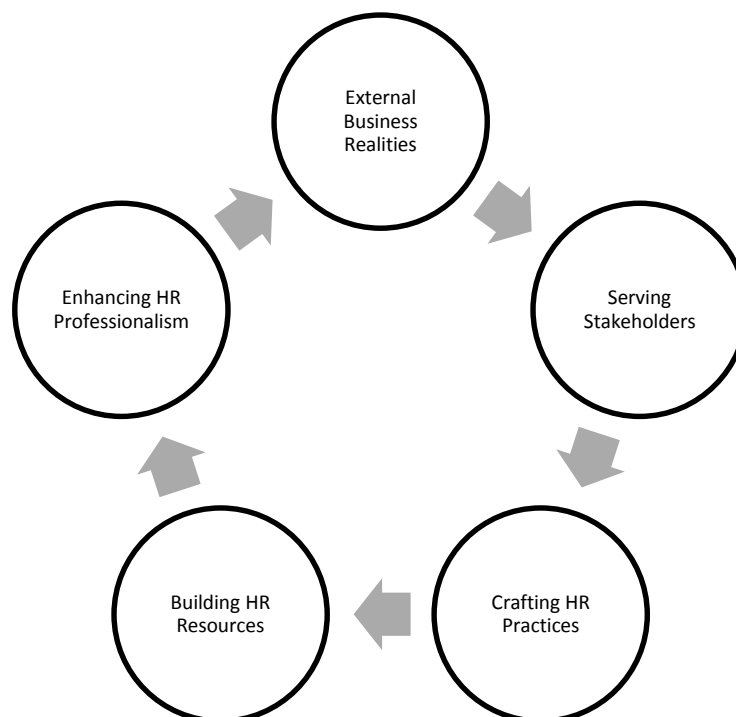 External
Business
Realities
Serving
Stakeholders
Crafting HR
Practices
Building HR
Resources
Enhancing HR
Professionalism